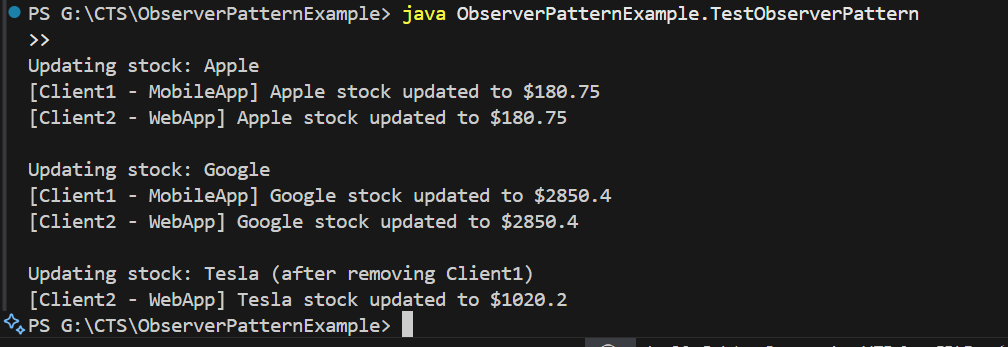 PS G:\CTS\ObserverPatternExample> java ObserverPatternExample.TestObserverPattern
>>
Updating stock: Apple
[Client1 - MobileApp] Apple stock updated to $180.75
[Client2 - WebApp] Apple stock updated to $180.75
Updating stock: Google
[Client1 - MobileApp] Google stock updated to $2850.4
[Client2 - WebApp] Google stock updated to $2850.4
Updating stock: Tesla (after removing Client1)
[Client2 - WebApp] Tesla stock updated to $1020.2
PS G:\CTS\ObserverPatternExample>